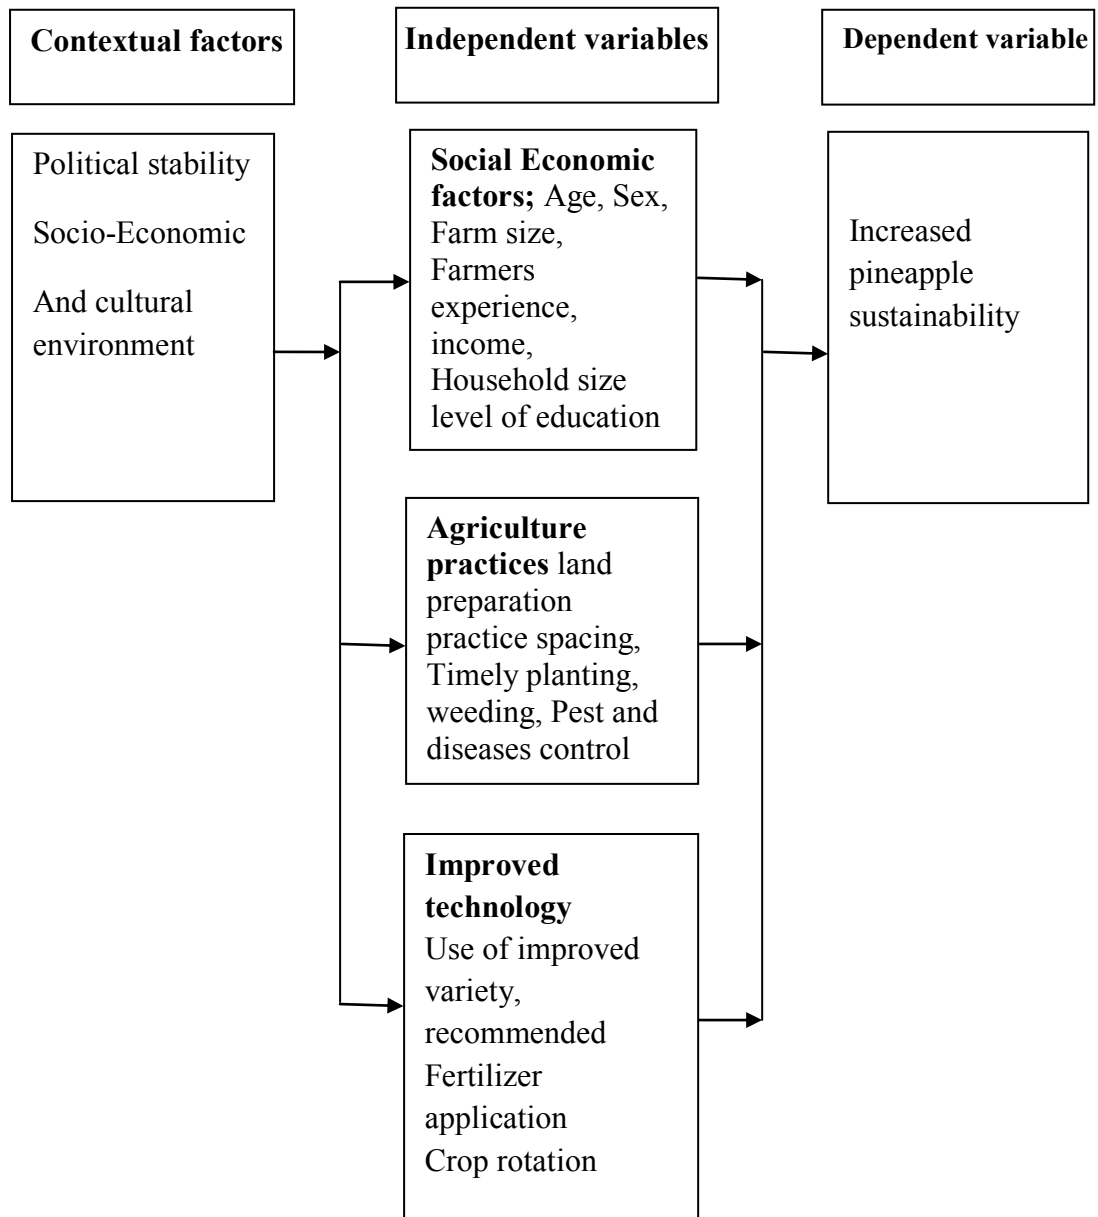 Contextual factors
Independent variables
Dependent variable
Political stability
Socio-Economic
And cultural
environment
Social Economic
factors; Age, Sex,
Farm size,
Farmers
experience,
income,
Household size
level of education
Increased
pineapple
sustainability
Agriculture
practices land
preparation
practice spacing,
Timely planting,
weeding, Pest and
diseases control
Improved
technology
Use of improved
variety,
recommended
Fertilizer
application
Crop rotation